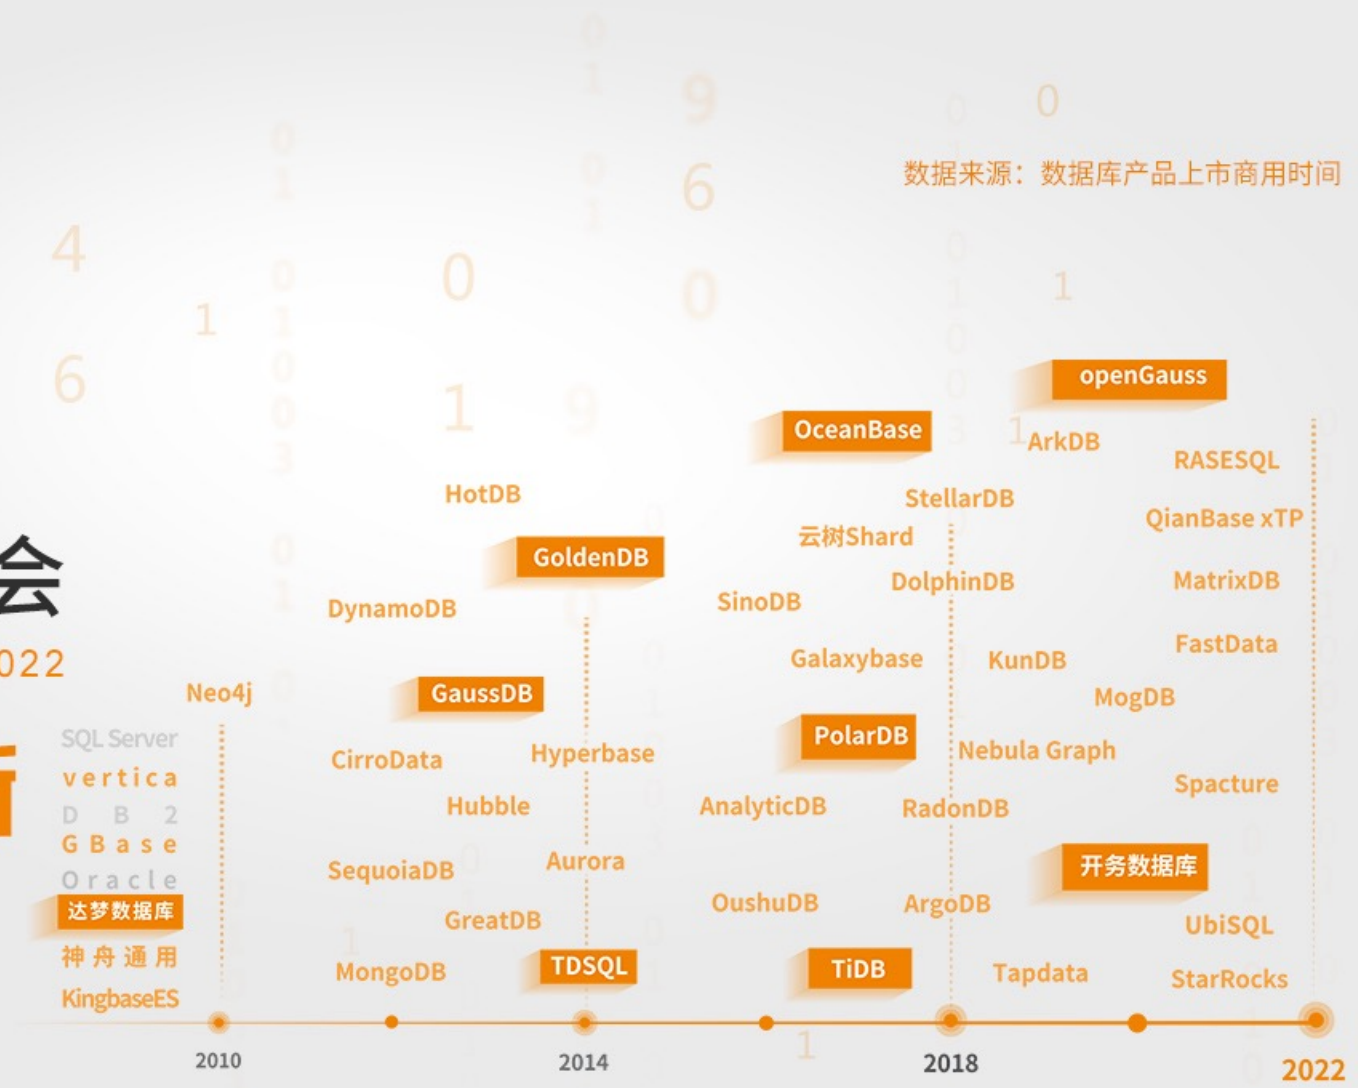 数据来源：数据库产品上市商用时间
openGauss
OceanBase
ArkDB
RASESQL
HotDB
StellarDB
QianBase xTP
云树Shard
GoldenDB
DolphinDB
MatrixDB
DynamoDB
SinoDB
会
022
Galaxybase
KunDB
FastData
Neo4j
GaussDB
MogDB
SQL Server
PolarDB
CirroData
Hyperbase
Nebula Graph
vertica
Spacture
DB2
Hubble
AnalyticDB
RadonDB
GBase
Oracle
SequoiaDB
Aurora
开务数据库
达梦数据库
GreatDB
OushuDB
ArgoDB
UbiSQL
神舟通用
MongoDB
TDSQL
TiDB
Tapdata
StarRocks
KingbaseES
2010
2014
2018
2022